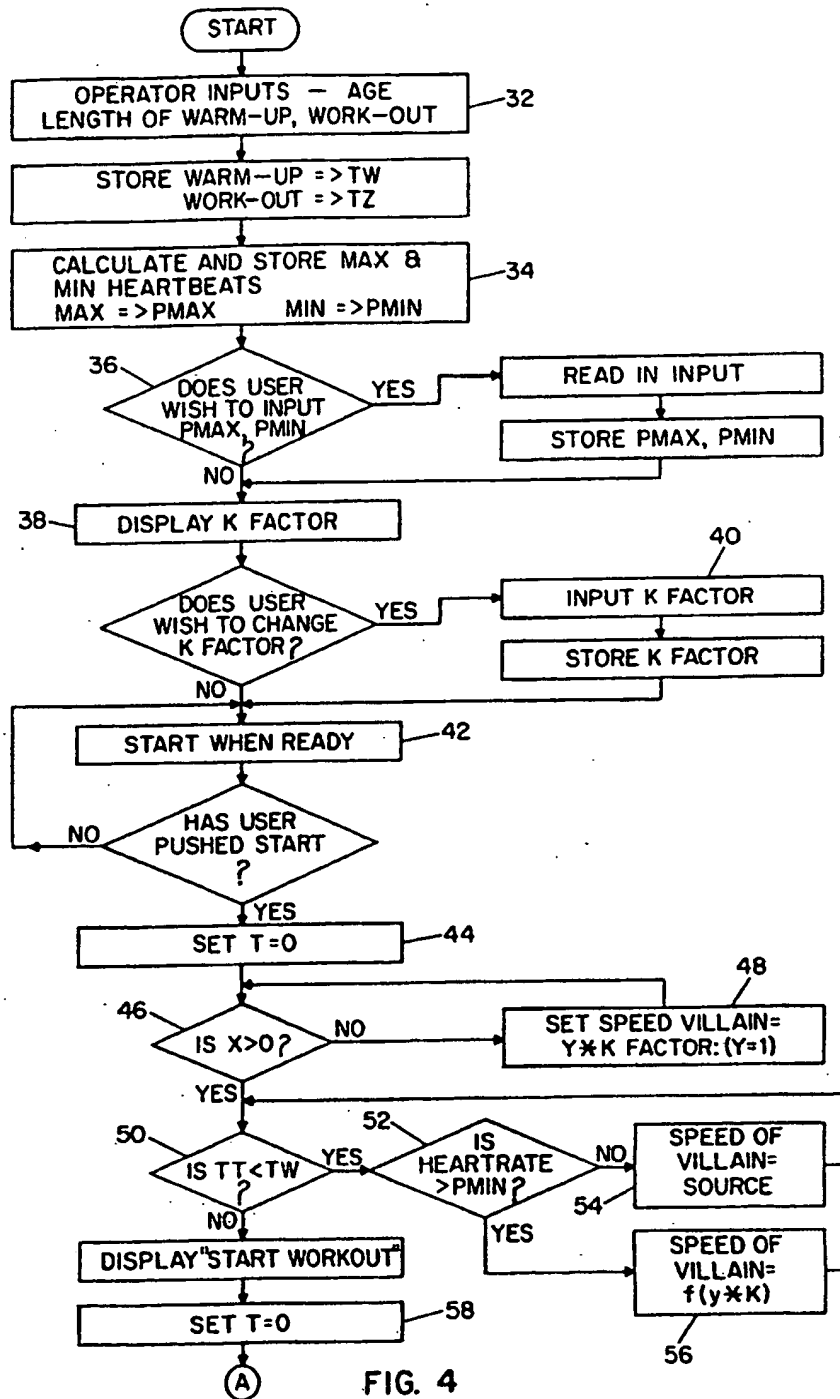 START
OPERATOR INPUTS — AGE
LENGTH OF WARM-UP, WORK-OUT
32
STORE WARM-UP =>TW
WORK-OUT =>TZ
CALCULATE AND STORE MAX &
MIN HEARTBEATS
MAX =>PMAX MIN =>PMIN
34
36
DOES USER
WISH TO INPUT
PMAX, PMIN
?
YES
READ IN INPUT
STORE PMAX, PMIN
NO
38
DISPLAY K FACTOR
DOES USER
WISH TO CHANGE
K FACTOR?
YES
40
INPUT K FACTOR
STORE K FACTOR
NO
START WHEN READY
42
HAS USER
PUSHED START
?
NO
YES
SET T=0
44
46
IS X>0?
NO
48
SET SPEED VILLAIN=
Y*K FACTOR:(Y=1)
YES
50
IS TT<TW
?
YES
52
IS
HEARTRATE
>PMIN?
NO
SPEED OF
VILLAIN=
SOURCE
54
YES
SPEED OF
VILLAIN=
f(y*K)
56
NO
DISPLAY"START WORKOUT"
SET T=0
58
A
FIG. 4